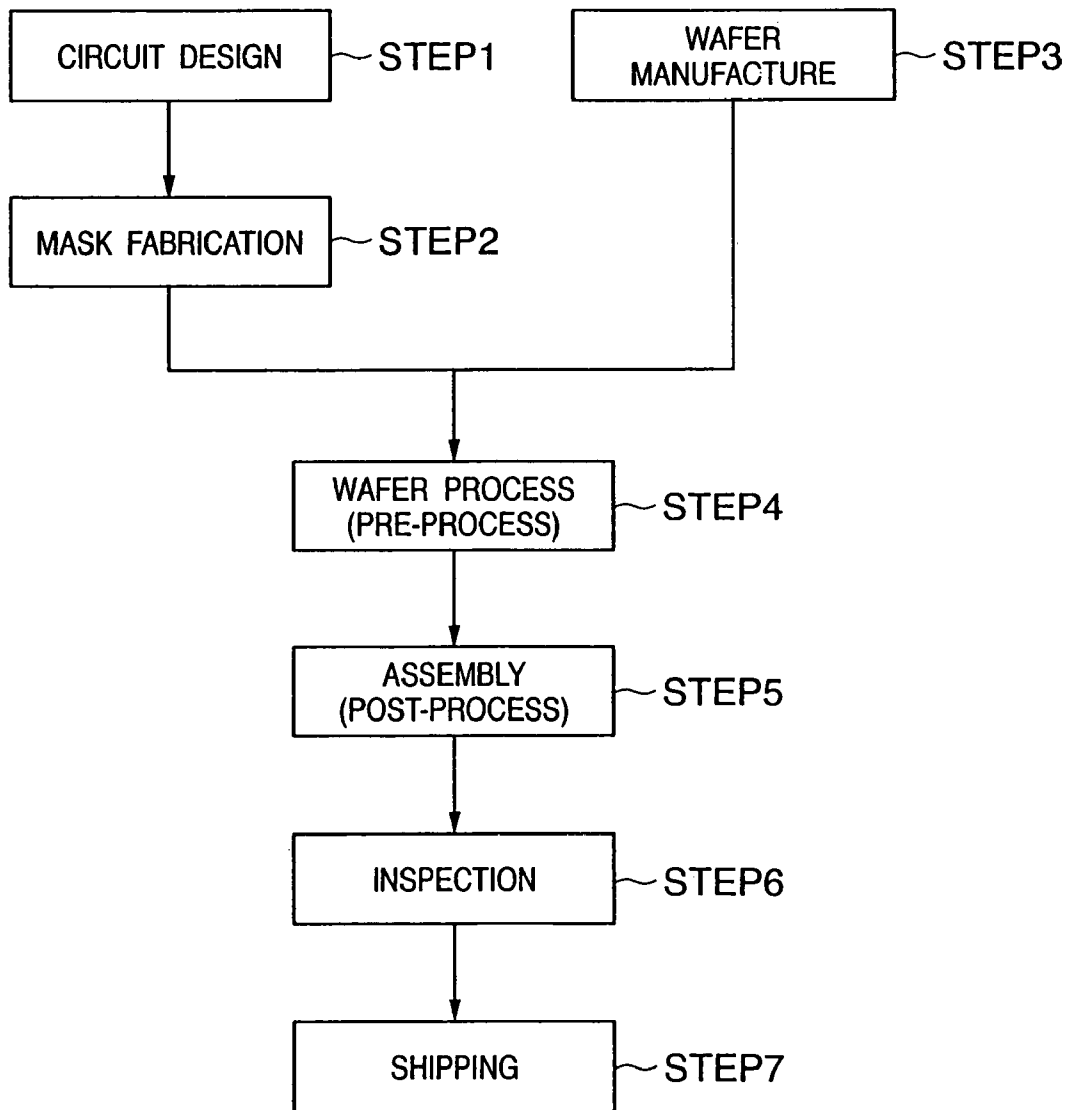 CIRCUIT DESIGN
STEP1
WAFER
MANUFACTURE
STEP3
MASK FABRICATION
STEP2
WAFER PROCESS
(PRE-PROCESS)
STEP4
ASSEMBLY
(POST-PROCESS)
STEP5
INSPECTION
STEP6
SHIPPING
STEP7